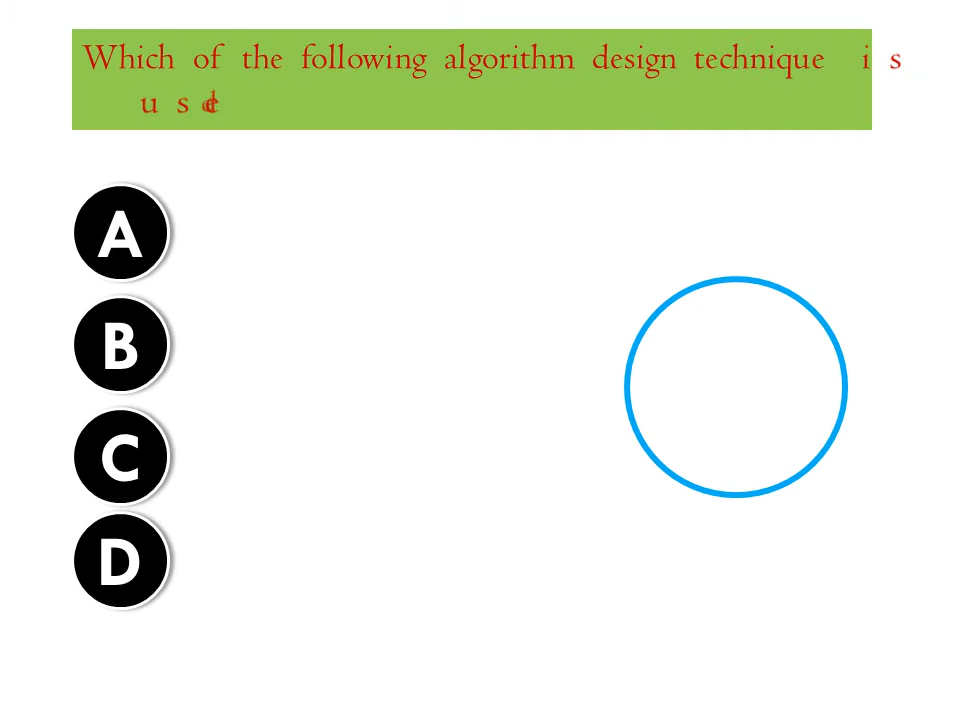 Which of the following algorithm design technique is
used
A
B
C
D